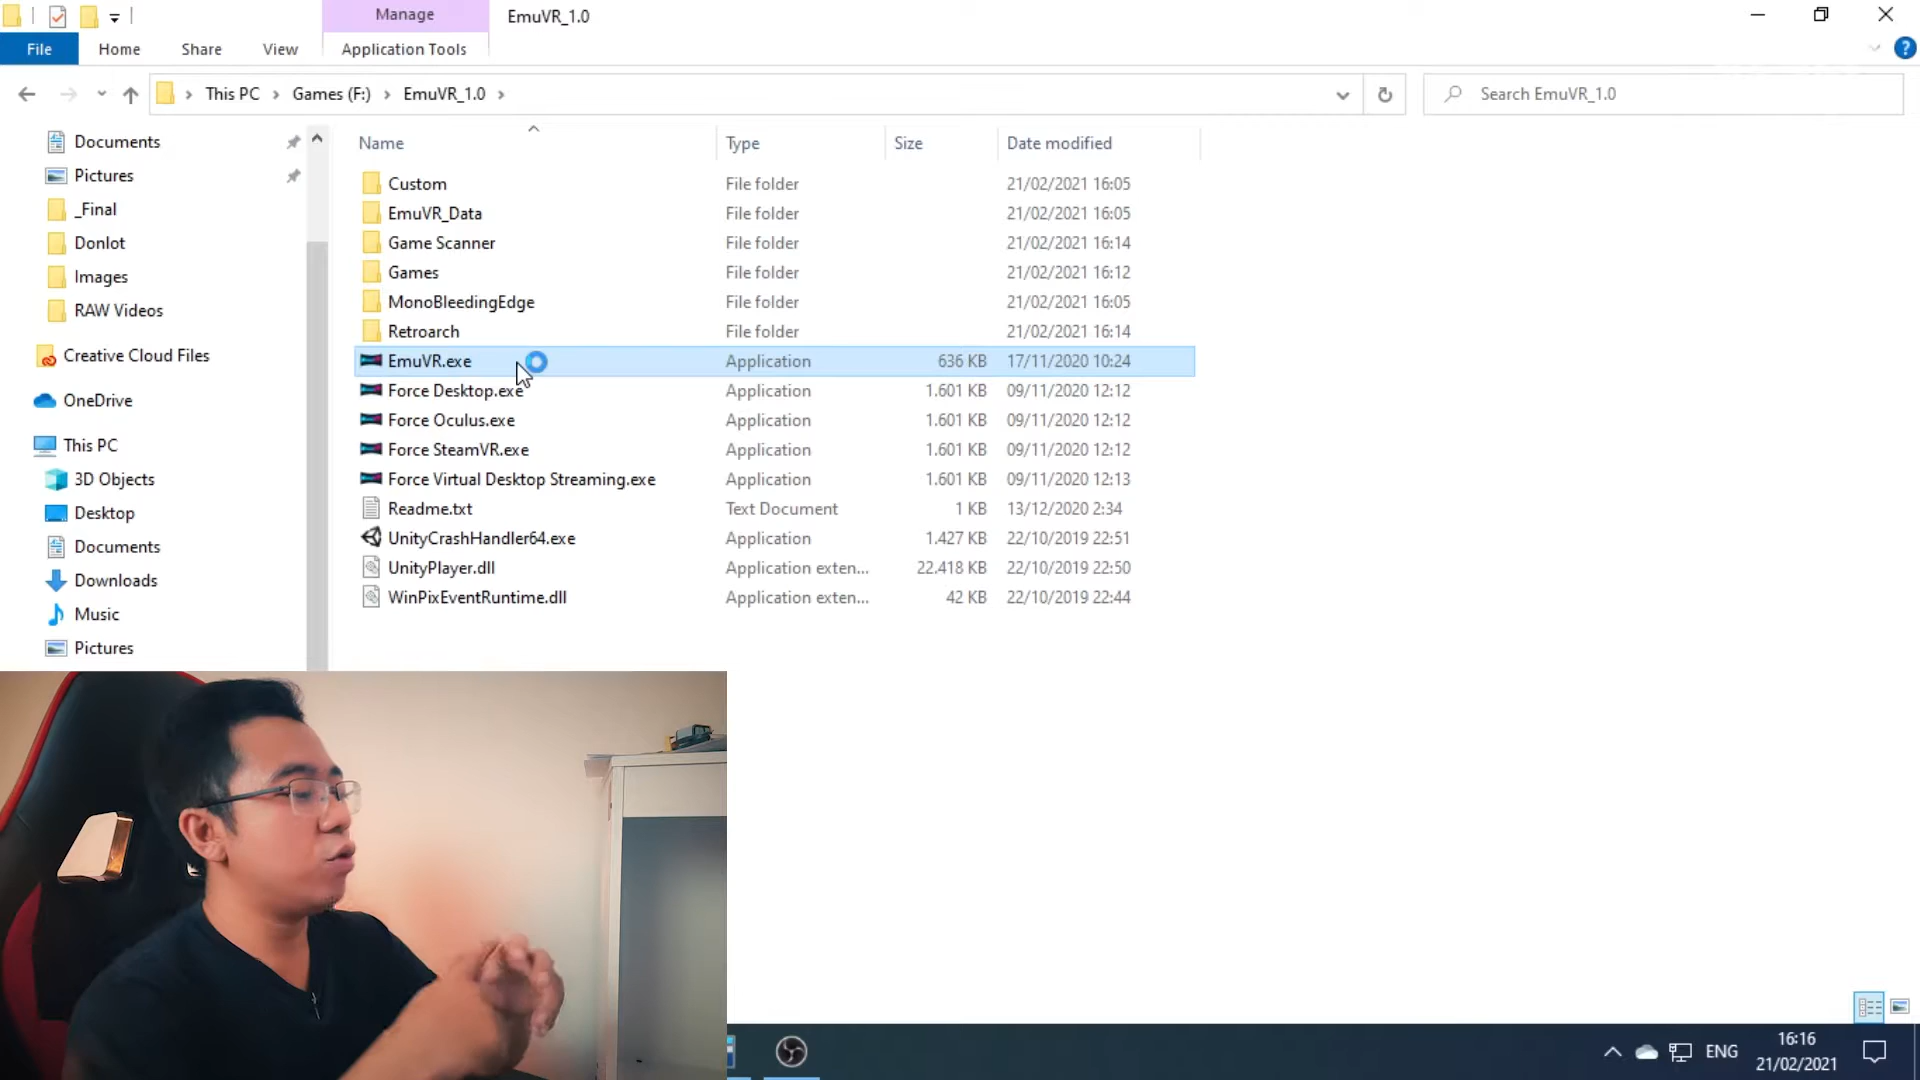 Manage
EmuVR_1.0
File
Home
Share
View
Application Tools
This PC
Games (F:)
EmuVR_1.0
Search EmuVR_1.0
Documents
Pictures
_Final
Donlot
Images
RAW Videos
Creative Cloud Files
OneDrive
This PC
3D Objects
Desktop
Documents
Downloads
Music
Pictures
Name Type Size Date modified
Custom File folder 21/02/2021 16:05
EmuVR_Data File folder 21/02/2021 16:05
Game Scanner File folder 21/02/2021 16:14
Games File folder 21/02/2021 16:12
MonoBleedingEdge File folder 21/02/2021 16:05
Retroarch File folder 21/02/2021 16:14
EmuVR.exe Application 636 KB 17/11/2020 10:24
Force Desktop.exe Application 1.601 KB 09/11/2020 12:12
Force Oculus.exe Application 1.601 KB 09/11/2020 12:12
Force SteamVR.exe Application 1.601 KB 09/11/2020 12:12
Force Virtual Desktop Streaming.exe Application 1.601 KB 09/11/2020 12:13
Readme.txt Text Document 1 KB 13/12/2020 2:34
UnityCrashHandler64.exe Application 1.427 KB 22/10/2019 22:51
UnityPlayer.dll Application exten... 22.418 KB 22/10/2019 22:50
WinPixEventRuntime.dll Application exten... 42 KB 22/10/2019 22:44
ENG
16:16
21/02/2021